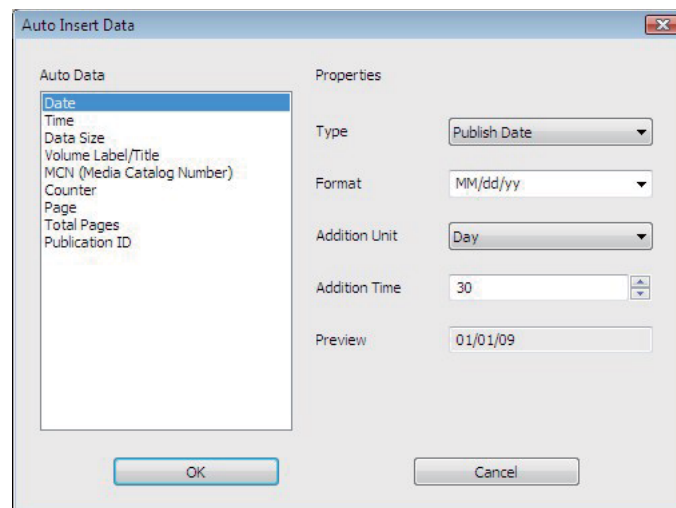 Auto Insert Data
Auto Data
Date
Time
Data Size
Volume Label/Title
MCN (Media Catalog Number)
Counter
Page
Total Pages
Publication ID
Properties
Type
Publish Date
Format
MM/dd/yy
Addition Unit
Day
Addition Time
30
Preview
01/01/09
OK
Cancel